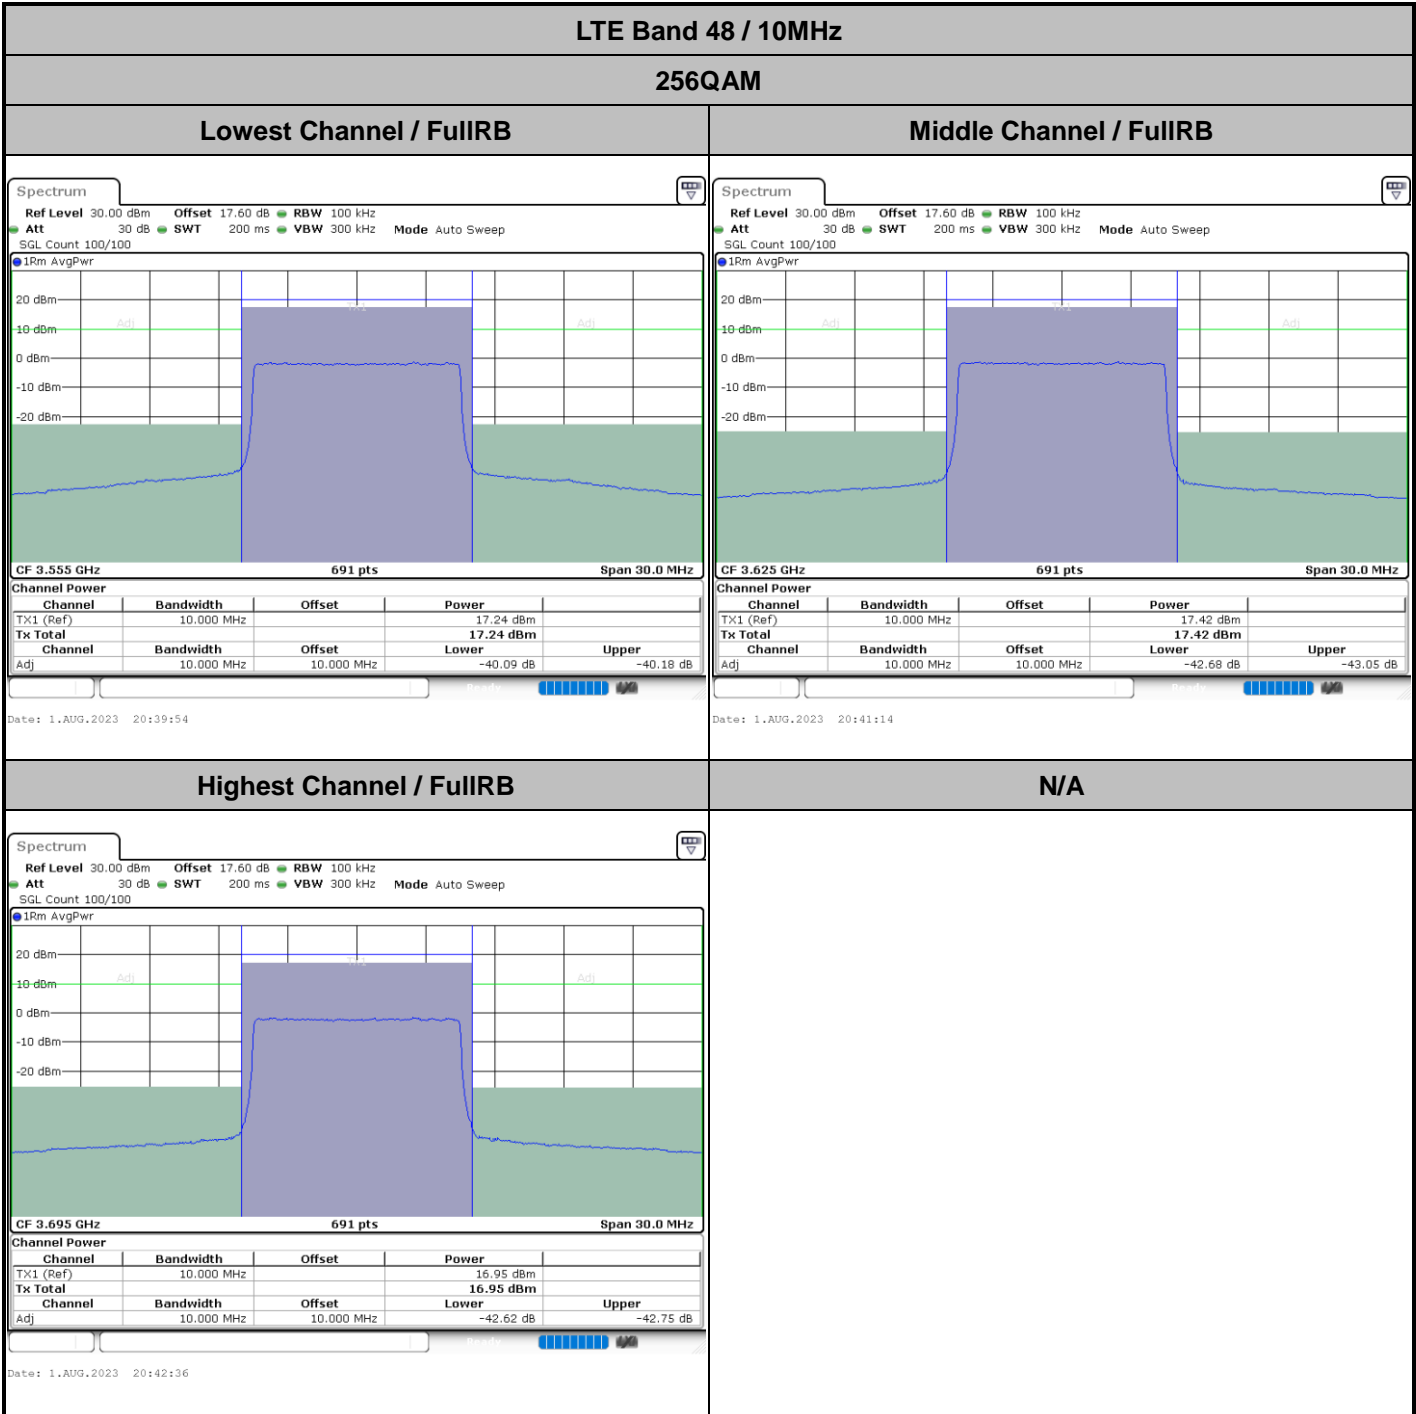 LTE Band 48 / 10MHz
256QAM
Lowest Channel / FullRB
Middle Channel / FullRB
Spectrum
Ref Level 30.00 dBm Offset 17.60 dB RBW 100 kHz
Att 30 dB SWT 200 ms VBW 300 kHz Mode Auto Sweep
SGL Count 100/100
1Rm AvgPwr
TX1
20 dBm
Adj
Adj
10 dBm
0 dBm
-10 dBm
-20 dBm
CF 3.555 GHz 691 pts Span 30.0 MHz
Channel Power
Channel Bandwidth Offset Power
TX1 (Ref) 10.000 MHz 17.24 dBm
Tx Total 17.24 dBm
Channel Bandwidth Offset Lower Upper
Adj 10.000 MHz 10.000 MHz -40.09 dB -40.18 dB
Ready
Date: 1.AUG.2023 20:39:54
Spectrum
Ref Level 30.00 dBm Offset 17.60 dB RBW 100 kHz
Att 30 dB SWT 200 ms VBW 300 kHz Mode Auto Sweep
SGL Count 100/100
1Rm AvgPwr
TX1
20 dBm
Adj
Adj
10 dBm
0 dBm
-10 dBm
-20 dBm
CF 3.625 GHz 691 pts Span 30.0 MHz
Channel Power
Channel Bandwidth Offset Power
TX1 (Ref) 10.000 MHz 17.42 dBm
Tx Total 17.42 dBm
Channel Bandwidth Offset Lower Upper
Adj 10.000 MHz 10.000 MHz -42.68 dB -43.05 dB
Ready
Date: 1.AUG.2023 20:41:14
Highest Channel / FullRB
N/A
Spectrum
Ref Level 30.00 dBm Offset 17.60 dB RBW 100 kHz
Att 30 dB SWT 200 ms VBW 300 kHz Mode Auto Sweep
SGL Count 100/100
1Rm AvgPwr
20 dBm
TX1
Adj
Adj
10 dBm
0 dBm
-10 dBm
-20 dBm
CF 3.695 GHz 691 pts Span 30.0 MHz
Channel Power
Channel Bandwidth Offset Power
TX1 (Ref) 10.000 MHz 16.95 dBm
Tx Total 16.95 dBm
Channel Bandwidth Offset Lower Upper
Adj 10.000 MHz 10.000 MHz -42.62 dB -42.75 dB
Ready
Date: 1.AUG.2023 20:42:36